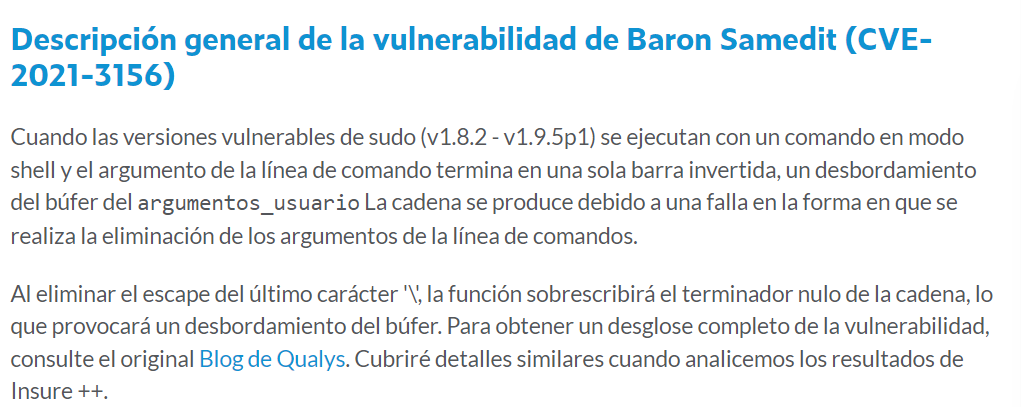 Descripción general de la vulnerabilidad de Baron Samedit (CVE-
2021-3156)
Cuando las versiones vulnerables de sudo (v1.8.2 - v1.9.5p1) se ejecutan con un comando en modo
shell y el argumento de la línea de comando termina en una sola barra invertida, un desbordamiento
del búfer del argumentos_usuario La cadena se produce debido a una falla en la forma en que se
realiza la eliminación de los argumentos de la línea de comandos.
Al eliminar el escape del último carácter '\', la función sobrescribirá el terminador nulo de la cadena, lo
que provocará un desbordamiento del búfer. Para obtener un desglose completo de la vulnerabilidad,
consulte el original Blog de Qualys. Cubriré detalles similares cuando analicemos los resultados de
Insure ++.